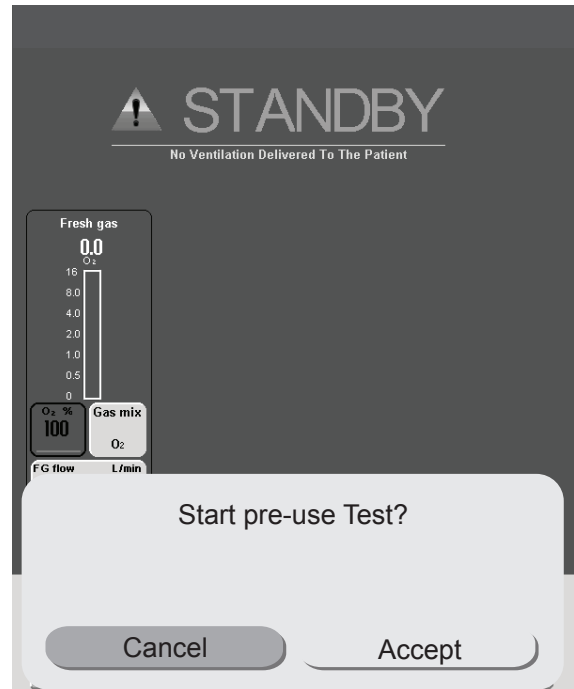 STANDBY
No Ventilation Delivered To The Patient
Fresh gas
0.0
O₂
16
8.0
4.0
2.0
1.0
0.5
0
O₂ % Gas mix
100
O₂
FG flow L/min
Start pre-use Test?
Cancel Accept